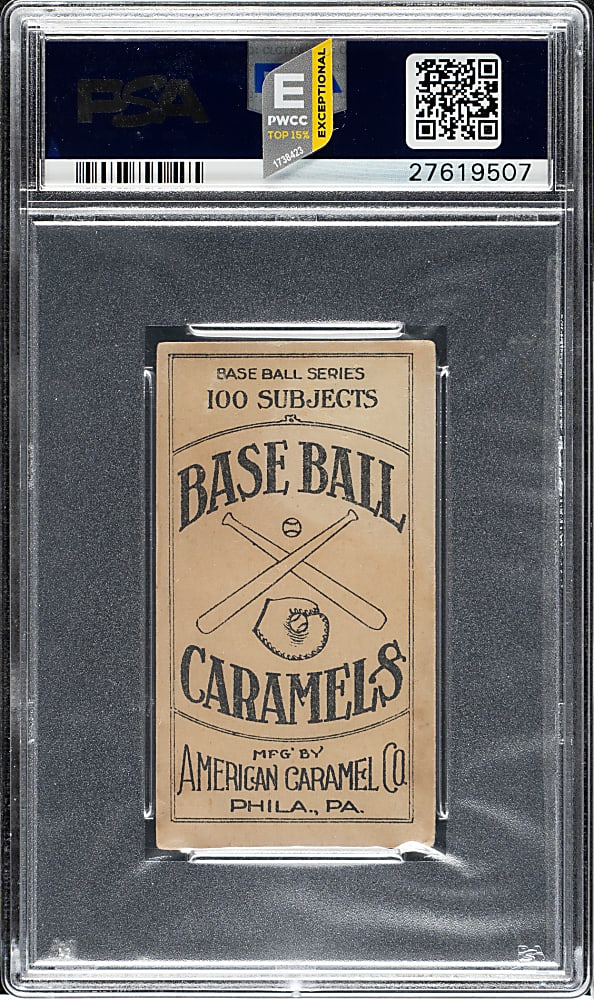 PSA
E
PWCC
TOP 15%
EXCEPTIONAL
1738423
27619507
BASE BALL SERIES
100 SUBJECTS
BASE BALL
CARAMELS
MFG' BY
AMERICAN CARAMEL CO.
PHILA., PA.
PSA